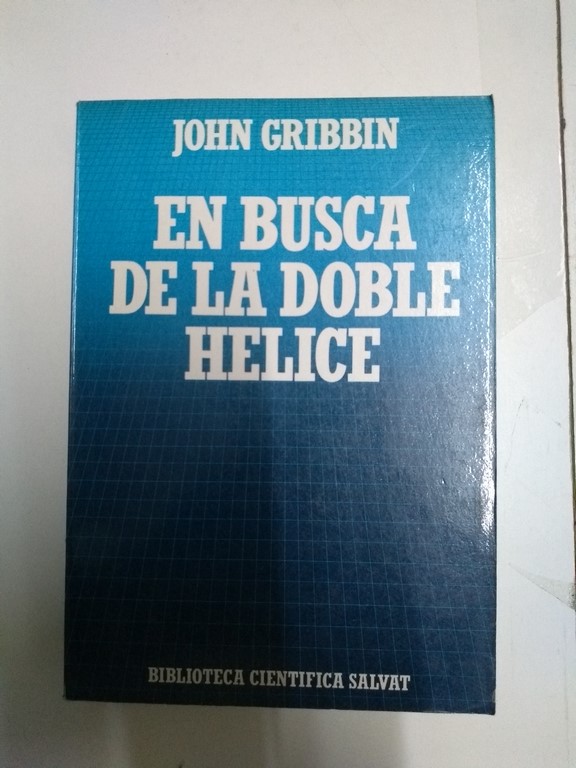 JOHN GRIBBIN
EN BUSCA
DE LA DOBLE
HELICE
BIBLIOTECA CIENTIFICA SALVAT